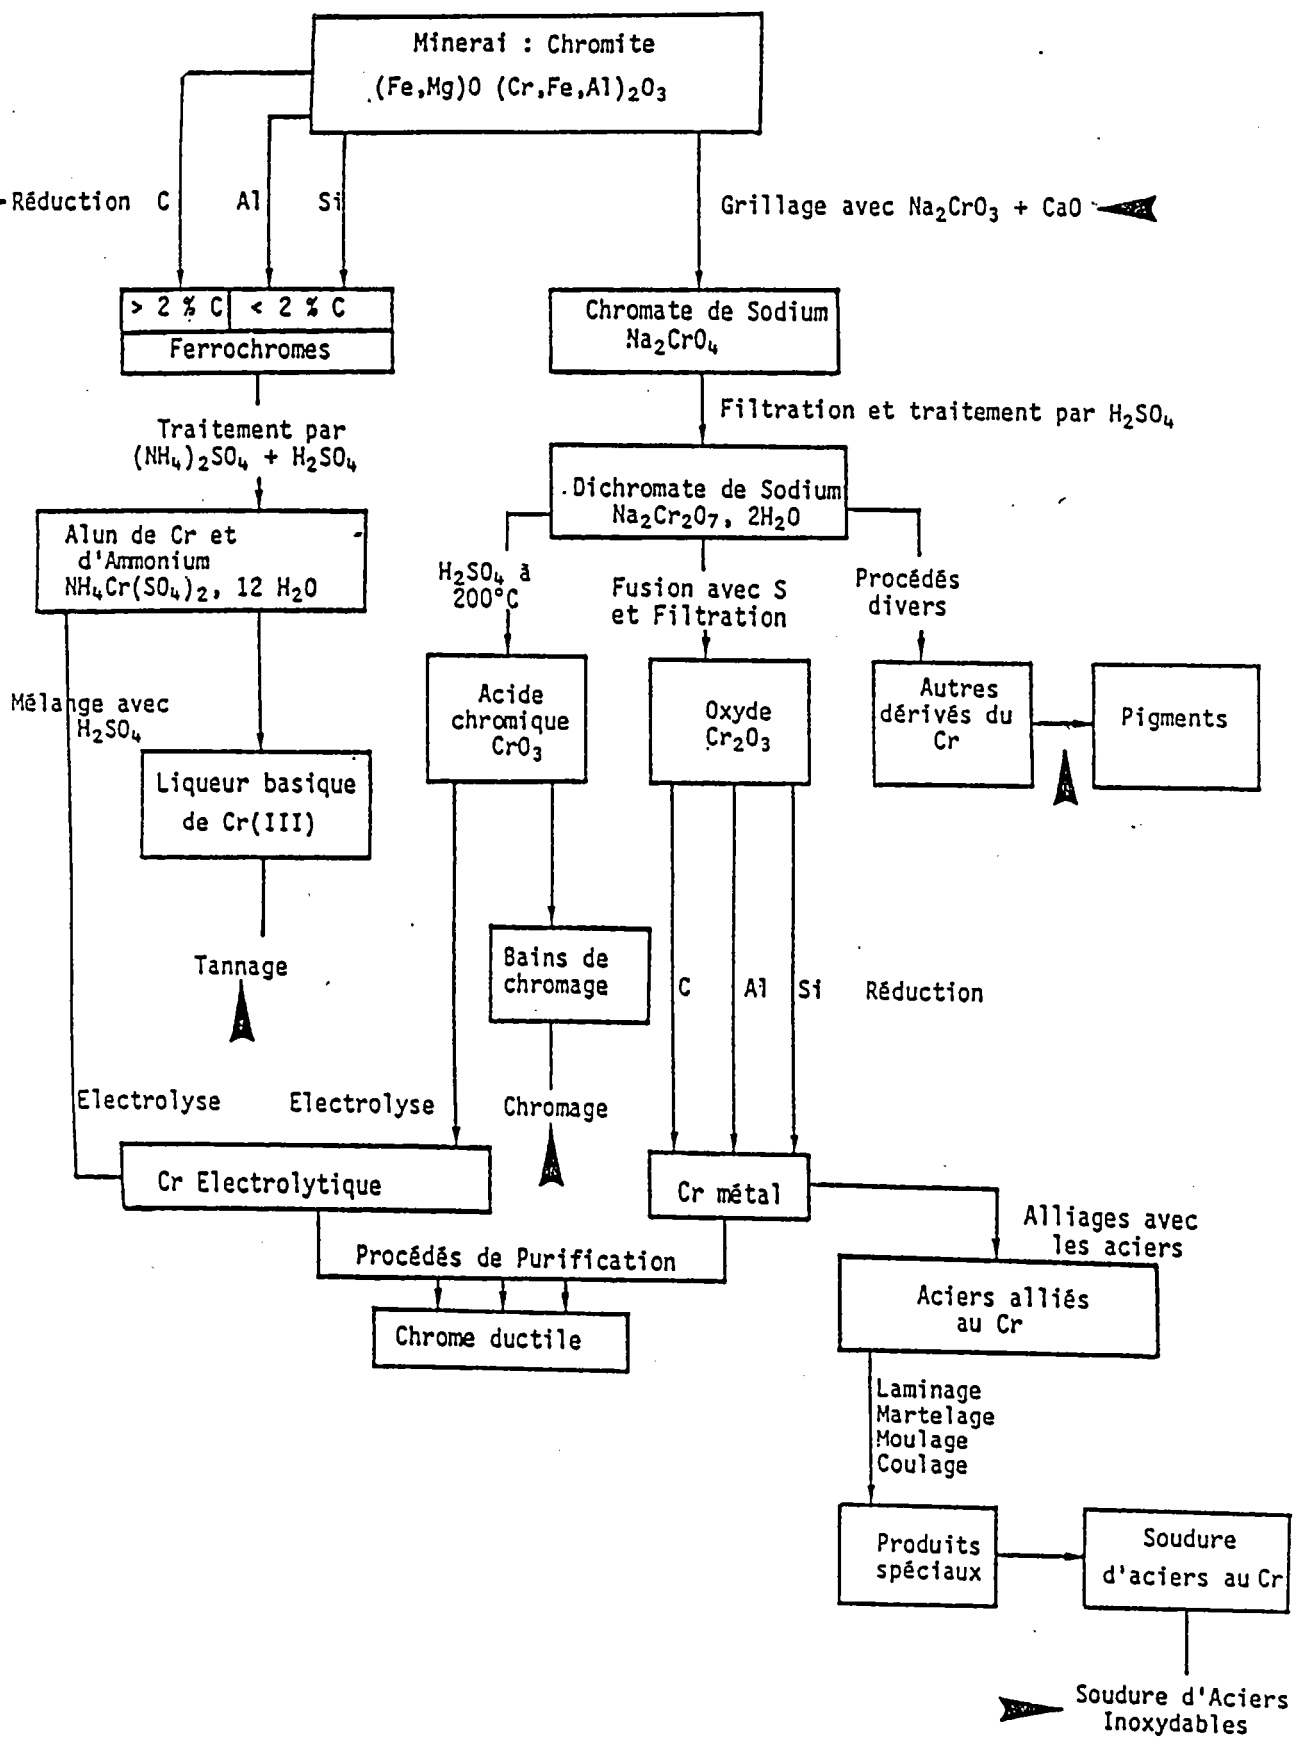 Minerai : Chromite
(Fe,Mg)O (Cr,Fe,Al)₂O₃
Réduction C
Al
Si
Grillage avec Na₂CrO₃ + CaO
> 2 % C
< 2 % C
Ferrochromes
Chromate de Sodium
Na₂CrO₄
Filtration et traitement par H₂SO₄
Traitement par
(NH₄)₂SO₄ + H₂SO₄
Dichromate de Sodium
Na₂Cr₂O₇, 2H₂O
Alun de Cr et
d'Ammonium
NH₄Cr(SO₄)₂, 12 H₂O
H₂SO₄ à
200°C
Fusion avec S
et Filtration
Procédés
divers
Mélange avec
H₂SO₄
Acide
chromique
CrO₃
Oxyde
Cr₂O₃
Autres
dérivés du
Cr
Pigments
Liqueur basique
de Cr(III)
Tannage
Bains de
chromage
C
Al
Si
Réduction
Electrolyse
Electrolyse
Chromage
Cr Electrolytique
Cr métal
Alliages avec
les aciers
Procédés de Purification
Aciers alliés
au Cr
Chrome ductile
Laminage
Martelage
Moulage
Coulage
Produits
spéciaux
Soudure
d'aciers au Cr
Soudure d'Aciers
Inoxydables